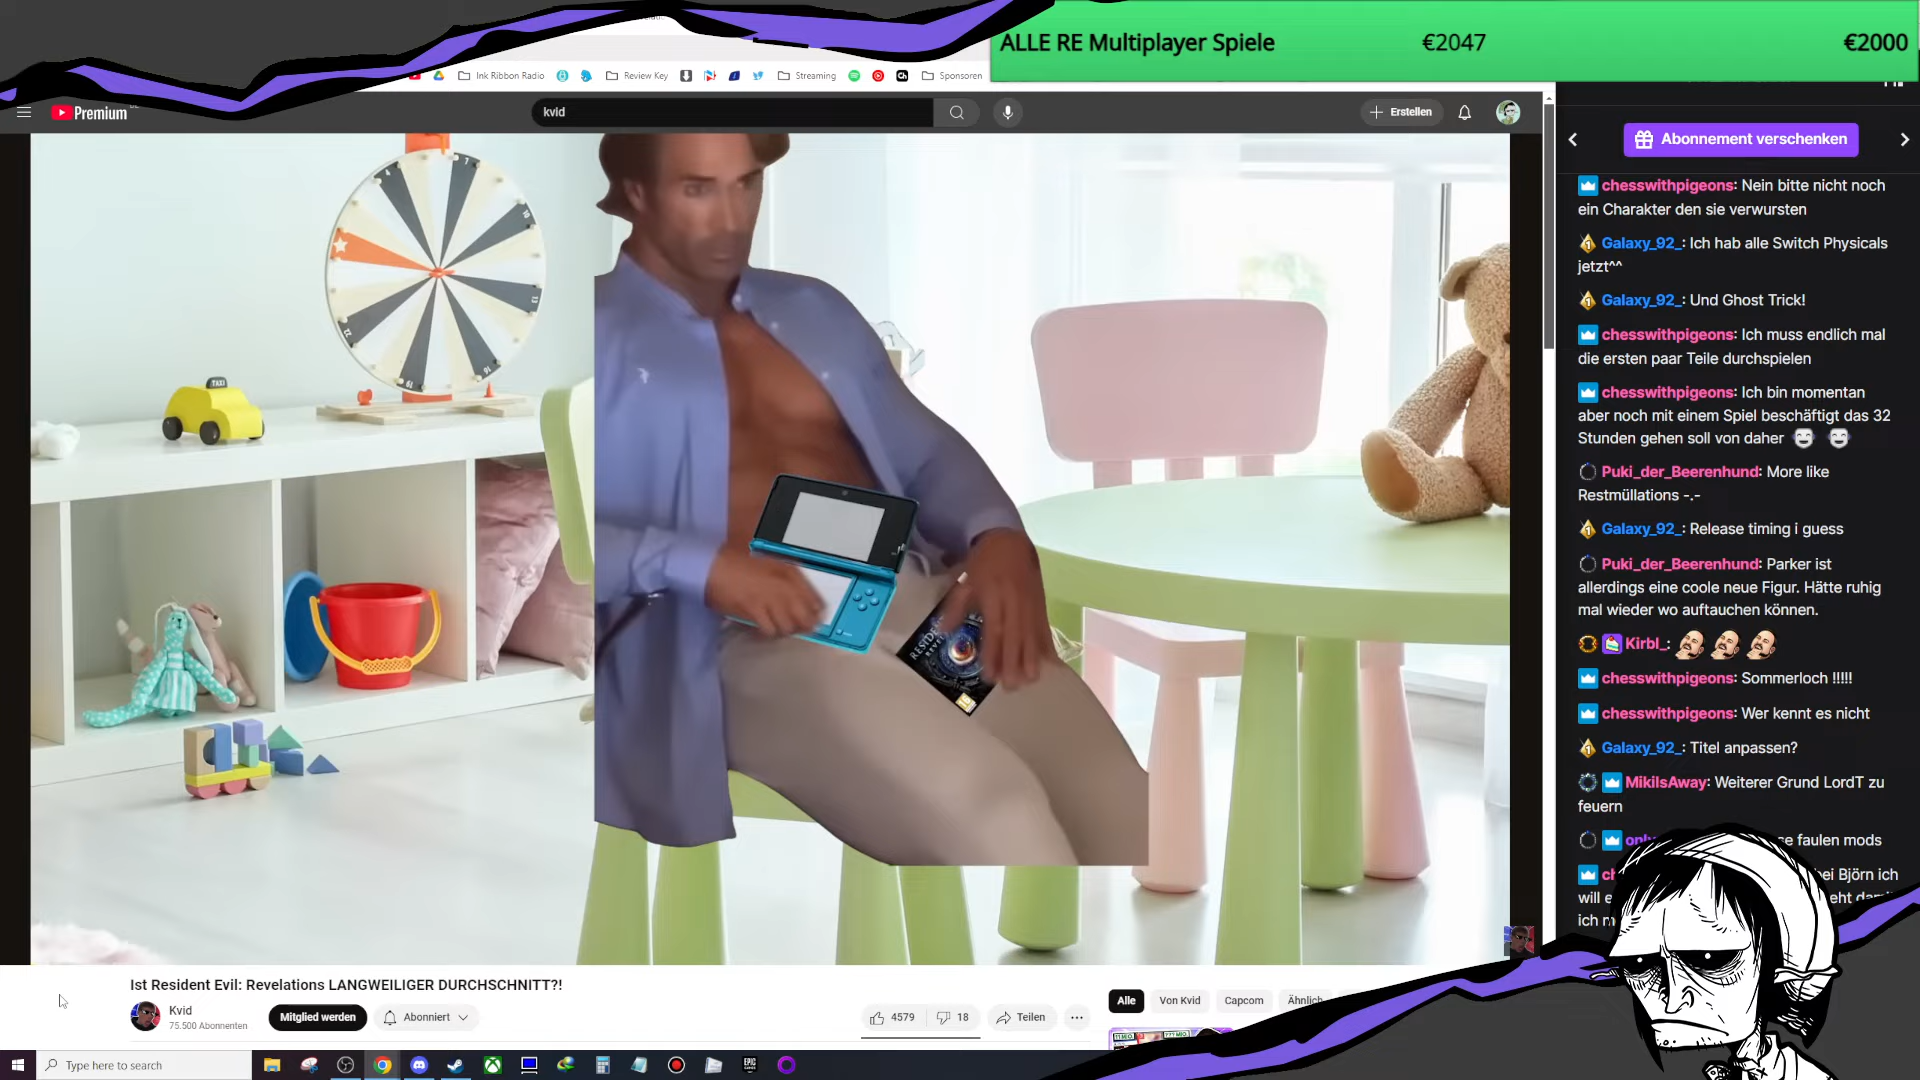 ALLE RE Multiplayer Spiele €2047 €2000
Ink Ribbon Radio Review Key Streaming Sponsoren
Premium kvid Erstellen
Abonnement verschenken
chesswithpigeons: Nein bitte nicht noch
ein Charakter den sie verwursten
Galaxy_92_: Ich hab alle Switch Physicals
jetzt^^
Galaxy_92_: Und Ghost Trick!
chesswithpigeons: Ich muss endlich mal
die ersten paar Teile durchspielen
chesswithpigeons: Ich bin momentan
aber noch mit einem Spiel beschäftigt das 32
Stunden gehen soll von daher
Puki_der_Beerenhund: More like
Restmüllations -.-
Galaxy_92_: Release timing i guess
Puki_der_Beerenhund: Parker ist
allerdings eine coole neue Figur. Hätte ruhig
mal wieder wo auftauchen können.
Kirbl_:
chesswithpigeons: Sommerloch !!!!!
chesswithpigeons: Wer kennt es nicht
Galaxy_92_: Titel anpassen?
MikilsAway: Weiterer Grund LordT zu
feuern
faulen mods
bei Björn ich
will
ich
TAXI
Ist Resident Evil: Revelations LANGWEILIGER DURCHSCHNITT?!
Kvid
75.500 Abonnenten
Mitglied werden Abonniert 4579 18 Teilen
Alle Von Kvid Capcom Ähnlich
Type here to search